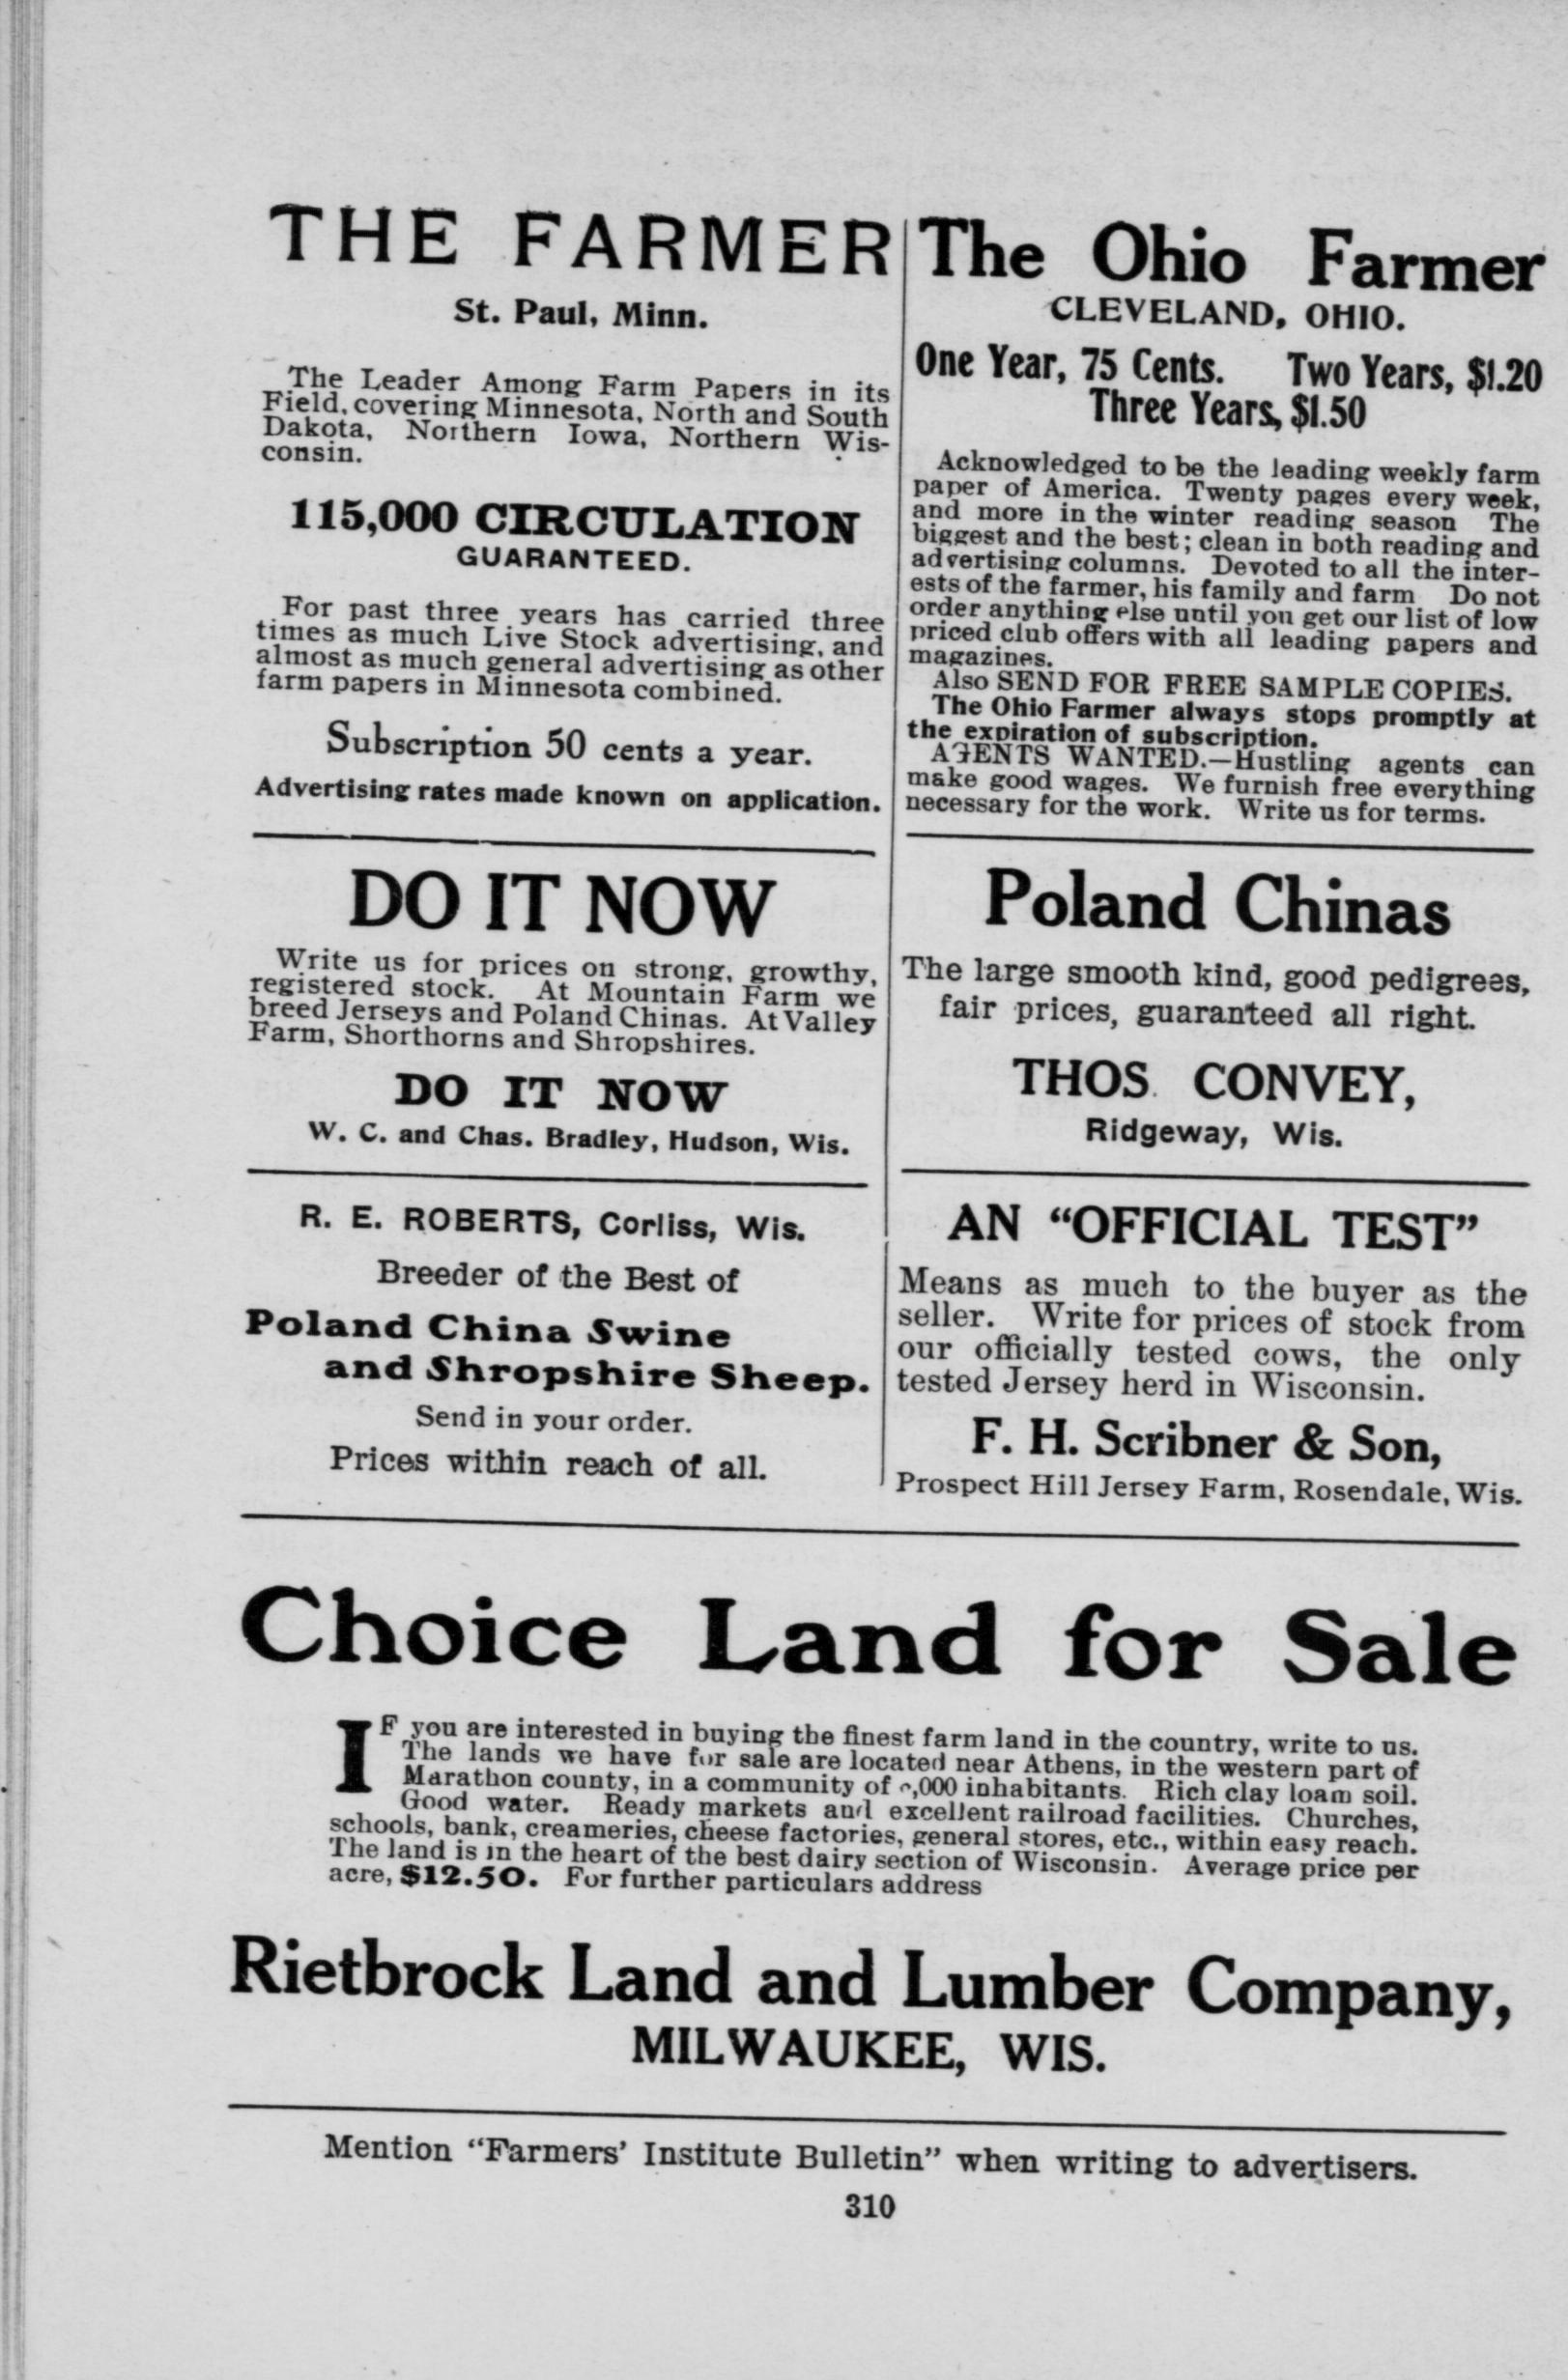 THE FARMER
St. Paul, Minn.
The Leader Among Farm Papers in its
Field, covering Minnesota, North and South
Dakota, Northern Iowa, Northern Wis-
consin.
115,000 CIRCULATION
GUARANTEED.
For past three years has carried three
times as much Live Stock advertising, and
almost as much general advertising as other
farm papers in Minnesota combined.
Subscription 50 cents a year.
Advertising rates made known on application.
The Ohio Farmer
CLEVELAND, OHIO.
One Year, 75 Cents. Two Years, $1.20
Three Years, $1.50
Acknowledged to be the leading weekly farm
paper of America. Twenty pages every week,
and more in the winter reading season The
biggest and the best; clean in both reading and
advertising columns. Devoted to all the inter-
ests of the farmer, his family and farm Do not
order anything else until you get our list of low
priced club offers with all leading papers and
magazines.
Also SEND FOR FREE SAMPLE COPIES.
The Ohio Farmer always stops promptly at
the expiration of subscription.
AGENTS WANTED.—Hustling agents can
make good wages. We furnish free everything
necessary for the work. Write us for terms.
DO IT NOW
Write us for prices on strong, growthy,
registered stock. At Mountain Farm we
breed Jerseys and Poland Chinas. At Valley
Farm, Shorthorns and Shropshires.
DO IT NOW
W. C. and Chas. Bradley, Hudson, Wis.
Poland Chinas
The large smooth kind, good pedigrees,
fair prices, guaranteed all right.
THOS. CONVEY,
Ridgeway, Wis.
R. E. ROBERTS, Corliss, Wis.
Breeder of the Best of
Poland China Swine
and Shropshire Sheep.
Send in your order.
Prices within reach of all.
AN “OFFICIAL TEST”
Means as much to the buyer as the
seller. Write for prices of stock from
our officially tested cows, the only
tested Jersey herd in Wisconsin.
F. H. Scribner & Son,
Prospect Hill Jersey Farm, Rosendale, Wis.
Choice Land for Sale
IF you are interested in buying the finest farm land in the country, write to us.
The lands we have for sale are located near Athens, in the western part of
Marathon county, in a community of ,000 inhabitants. Rich clay loam soil.
Good water. Ready markets and excellent railroad facilities. Churches,
schools, bank, creameries, cheese factories, general stores, etc., within easy reach.
The land is in the heart of the best dairy section of Wisconsin. Average price per
acre, $12.50. For further particulars address
Rietbrock Land and Lumber Company,
MILWAUKEE, WIS.
Mention “Farmers’ Institute Bulletin” when writing to advertisers.
310